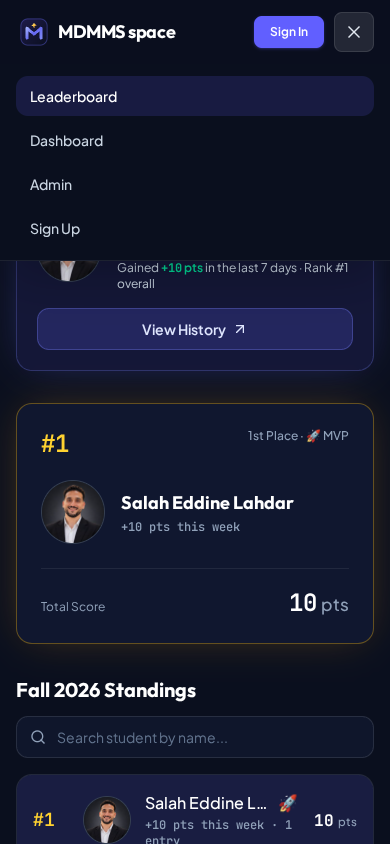 MDMMS space
Sign In
Leaderboard
Dashboard
Admin
Sign Up
Gained +10 pts in the last 7 days · Rank #1
overall
View History
#1
1st Place · 🚀 MVP
Salah Eddine Lahdar
+10 pts this week
Total Score
10 pts
Fall 2026 Standings
Search student by name...
#1
Salah Eddine L... 🚀
+10 pts this week · 1
entry
10 pts